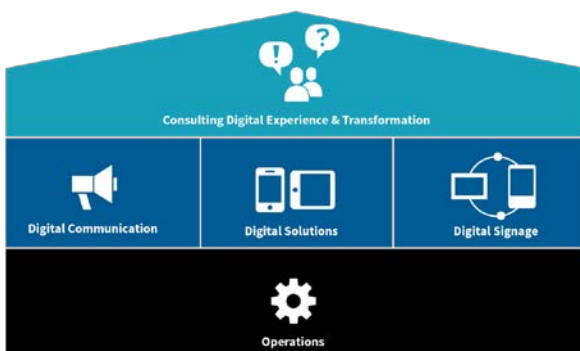 Consulting Digital Experience & Transformation
Digital Communication
Digital Solutions
Digital Signage
Operations